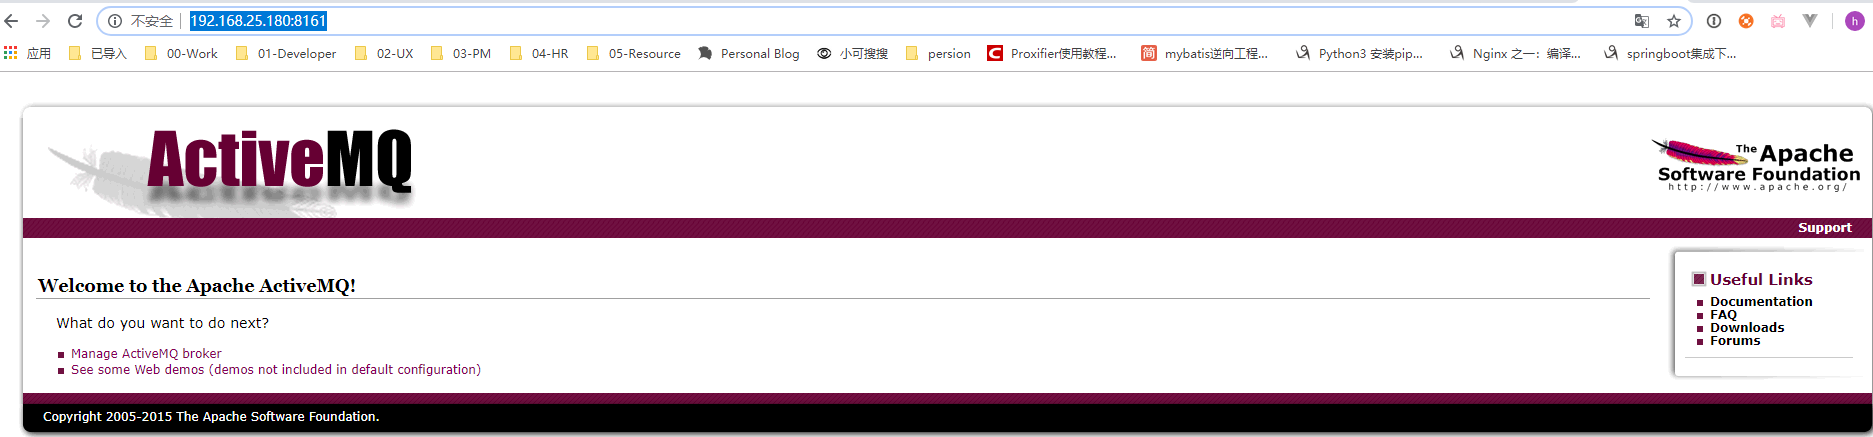 不安全 192.168.25.180:8161 h
应用 已导入 00-Work 01-Developer 02-UX 03-PM 04-HR 05-Resource Personal Blog 小可搜搜 persion C Proxifier使用教程... 简 mybatis逆向工程... Python3 安装pip... Nginx 之一：编译... springboot集成下...
ActiveMQ
The Apache
Software Foundation
http://www.apache.org/
Support
Welcome to the Apache ActiveMQ!
What do you want to do next?
Manage ActiveMQ broker
See some Web demos (demos not included in default configuration)
Useful Links
Documentation
FAQ
Downloads
Forums
Copyright 2005-2015 The Apache Software Foundation.